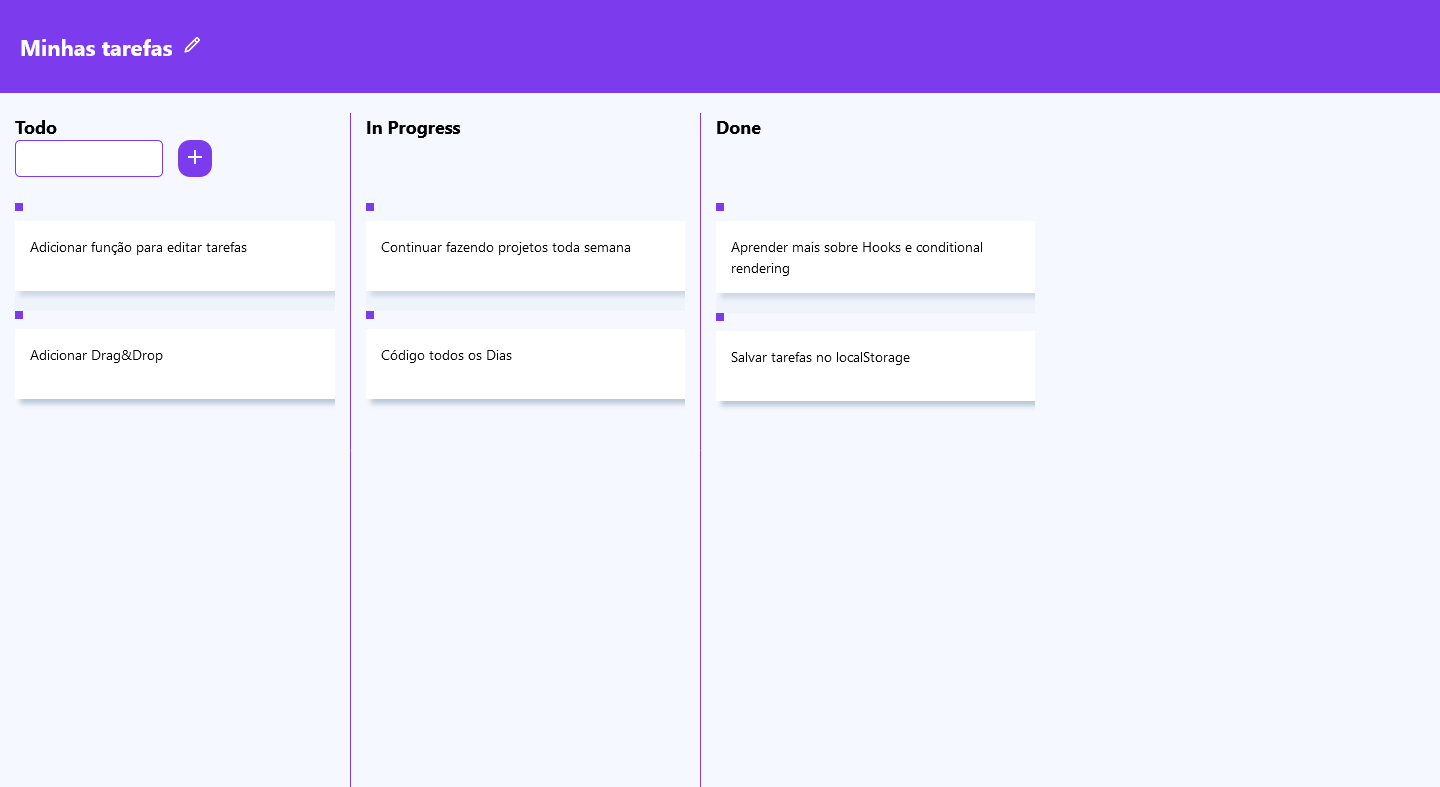 Minhas tarefas
Todo
In Progress
Done
Adicionar função para editar tarefas
Continuar fazendo projetos toda semana
Aprender mais sobre Hooks e conditional
rendering
Adicionar Drag&Drop
Código todos os Dias
Salvar tarefas no localStorage